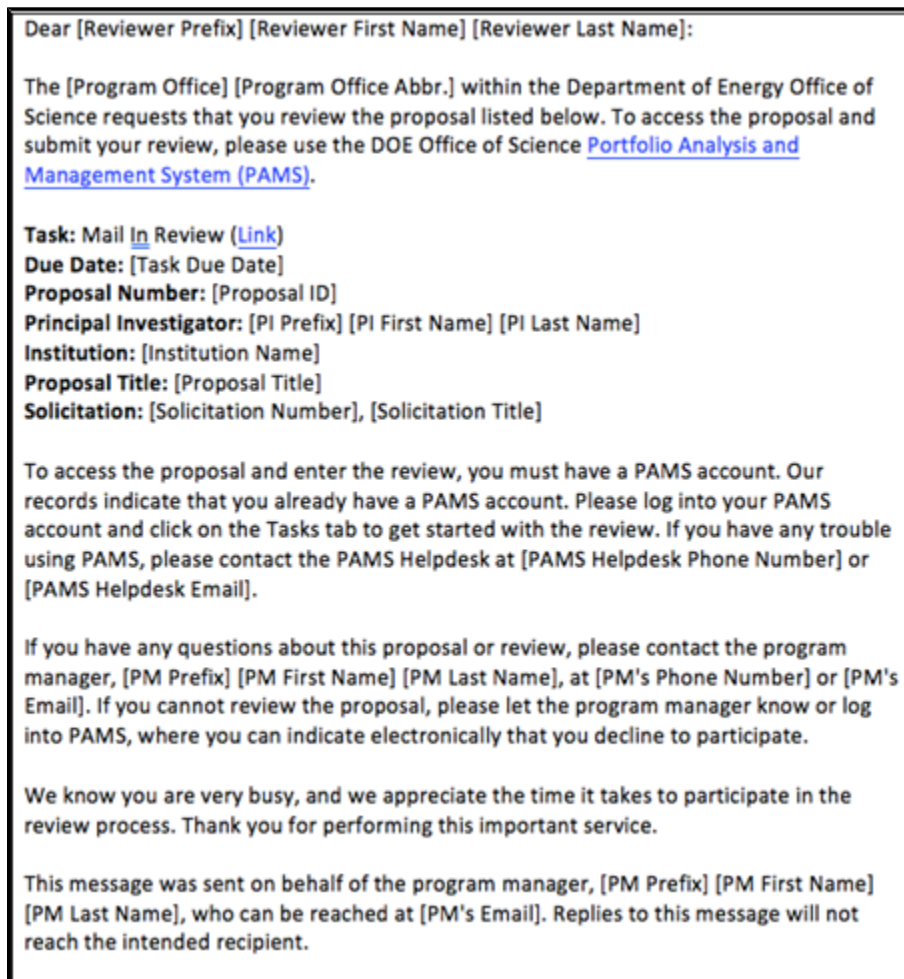 Dear [Reviewer Prefix] [Reviewer First Name] [Reviewer Last Name]:
The [Program Office] [Program Office Abbr.] within the Department of Energy Office of
Science requests that you review the proposal listed below. To access the proposal and
submit your review, please use the DOE Office of Science Portfolio Analysis and
Management System (PAMS).
Task: Mail In Review (Link)
Due Date: [Task Due Date]
Proposal Number: [Proposal ID]
Principal Investigator: [PI Prefix] [PI First Name] [PI Last Name]
Institution: [Institution Name]
Proposal Title: [Proposal Title]
Solicitation: [Solicitation Number], [Solicitation Title]
To access the proposal and enter the review, you must have a PAMS account. Our
records indicate that you already have a PAMS account. Please log into your PAMS
account and click on the Tasks tab to get started with the review. If you have any trouble
using PAMS, please contact the PAMS Helpdesk at [PAMS Helpdesk Phone Number] or
[PAMS Helpdesk Email].
If you have any questions about this proposal or review, please contact the program
manager, [PM Prefix] [PM First Name] [PM Last Name], at [PM's Phone Number] or [PM's
Email]. If you cannot review the proposal, please let the program manager know or log
into PAMS, where you can indicate electronically that you decline to participate.
We know you are very busy, and we appreciate the time it takes to participate in the
review process. Thank you for performing this important service.
This message was sent on behalf of the program manager, [PM Prefix] [PM First Name]
[PM Last Name], who can be reached at [PM's Email]. Replies to this message will not
reach the intended recipient.